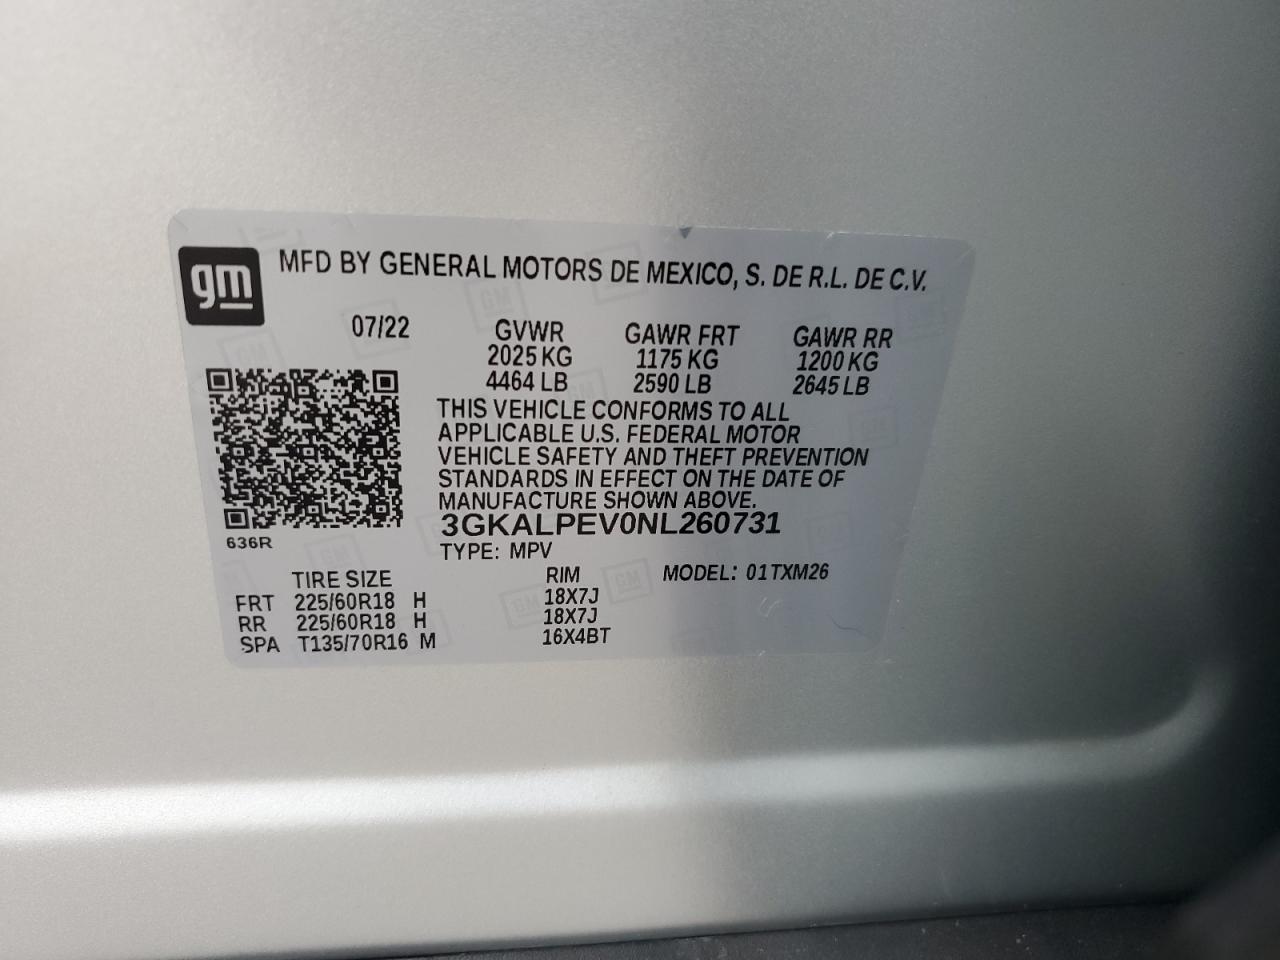 gm MFD BY GENERAL MOTORS DE MEXICO, S. DE R.L. DE C.V.
07/22 GVWR GAWR FRT GAWR RR
2025 KG 1175 KG 1200 KG
4464 LB 2590 LB 2645 LB
THIS VEHICLE CONFORMS TO ALL
APPLICABLE U.S. FEDERAL MOTOR
VEHICLE SAFETY AND THEFT PREVENTION
STANDARDS IN EFFECT ON THE DATE OF
MANUFACTURE SHOWN ABOVE.
3GKALPEV0NL260731
636R TYPE: MPV
TIRE SIZE RIM MODEL: 01TXM26
FRT 225/60R18 H 18X7J
RR 225/60R18 H 18X7J
SPA T135/70R16 M 16X4BT